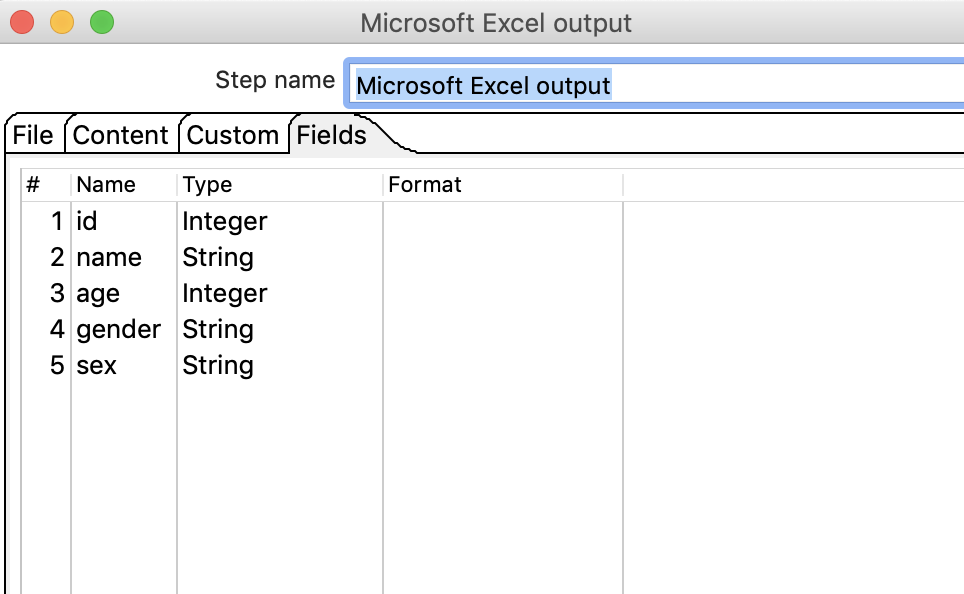 Microsoft Excel output
Step name Microsoft Excel output
File Content Custom Fields
# Name Type Format
1 id Integer
2 name String
3 age Integer
4 gender String
5 sex String